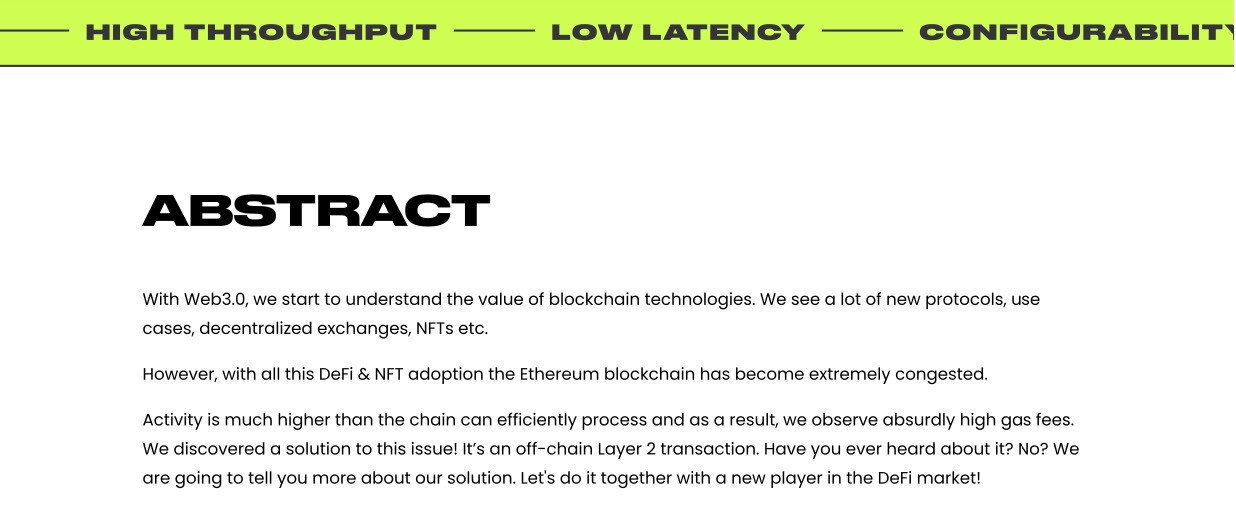 HIGH THROUGHPUT LOW LATENCY CONFIGURABILITY
ABSTRACT
With Web3.0, we start to understand the value of blockchain technologies. We see a lot of new protocols, use
cases, decentralized exchanges, NFTs etc.
However, with all this DeFi & NFT adoption the Ethereum blockchain has become extremely congested.
Activity is much higher than the chain can efficiently process and as a result, we observe absurdly high gas fees.
We discovered a solution to this issue! It’s an off-chain Layer 2 transaction. Have you ever heard about it? No? We
are going to tell you more about our solution. Let's do it together with a new player in the DeFi market!